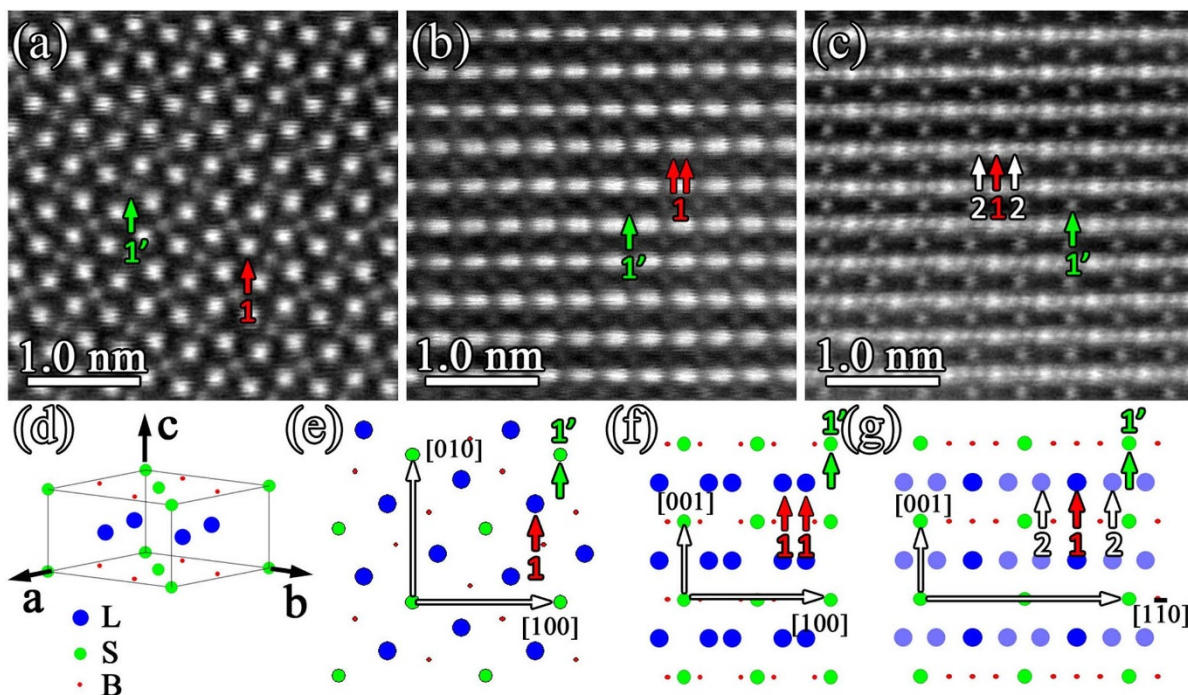 (a) (b) (c)
1 2 1 2
1' 1' 1'
1
1.0 nm 1.0 nm 1.0 nm
(d) (e) (f) (g)
c 1' 1' 1'
[010]
[001] [001]
1 1 1 2 1 2
a b
[100] [100] [11̄0]
L
S
B